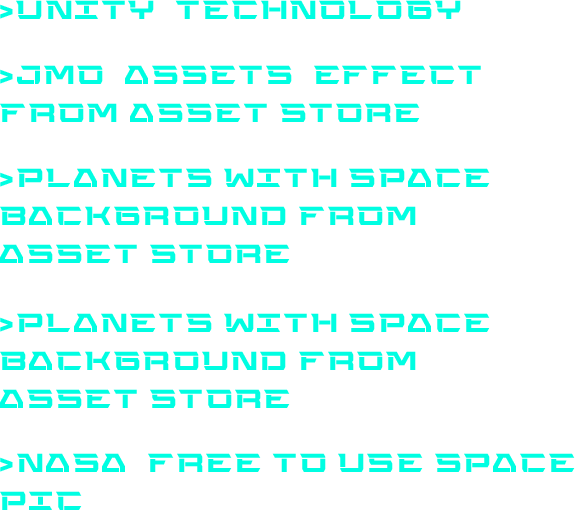 >UNITY TECHNOLOGY
>JMO ASSETS EFFECT
FROM ASSET STORE
>PLANETS WITH SPACE
BACKGROUND FROM
ASSET STORE
>PLANETS WITH SPACE
BACKGROUND FROM
ASSET STORE
>NASA FREE TO USE SPACE
PIC